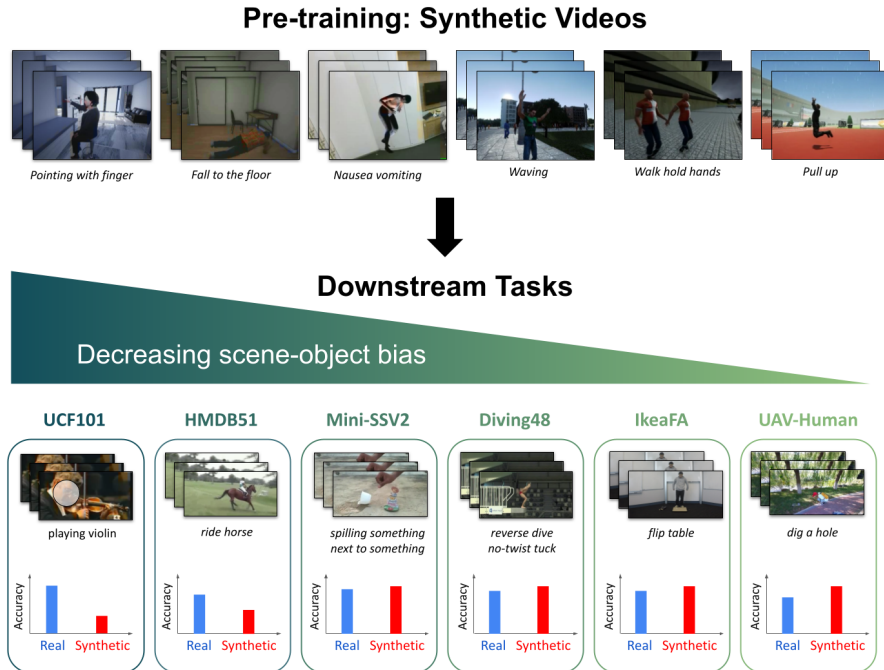 Pre-training: Synthetic Videos
Pointing with finger
Fall to the floor
Nausea vomiting
Waving
Walk hold hands
Pull up
Downstream Tasks
Decreasing scene-object bias
UCF101
HMDB51
Mini-SSV2
Diving48
IkeaFA
UAV-Human
playing violin
ride horse
spilling something
next to something
reverse dive
no-twist tuck
flip table
dig a hole
Accuracy
Real
Synthetic
Accuracy
Real
Synthetic
Accuracy
Real
Synthetic
Accuracy
Real
Synthetic
Accuracy
Real
Synthetic
Accuracy
Real
Synthetic